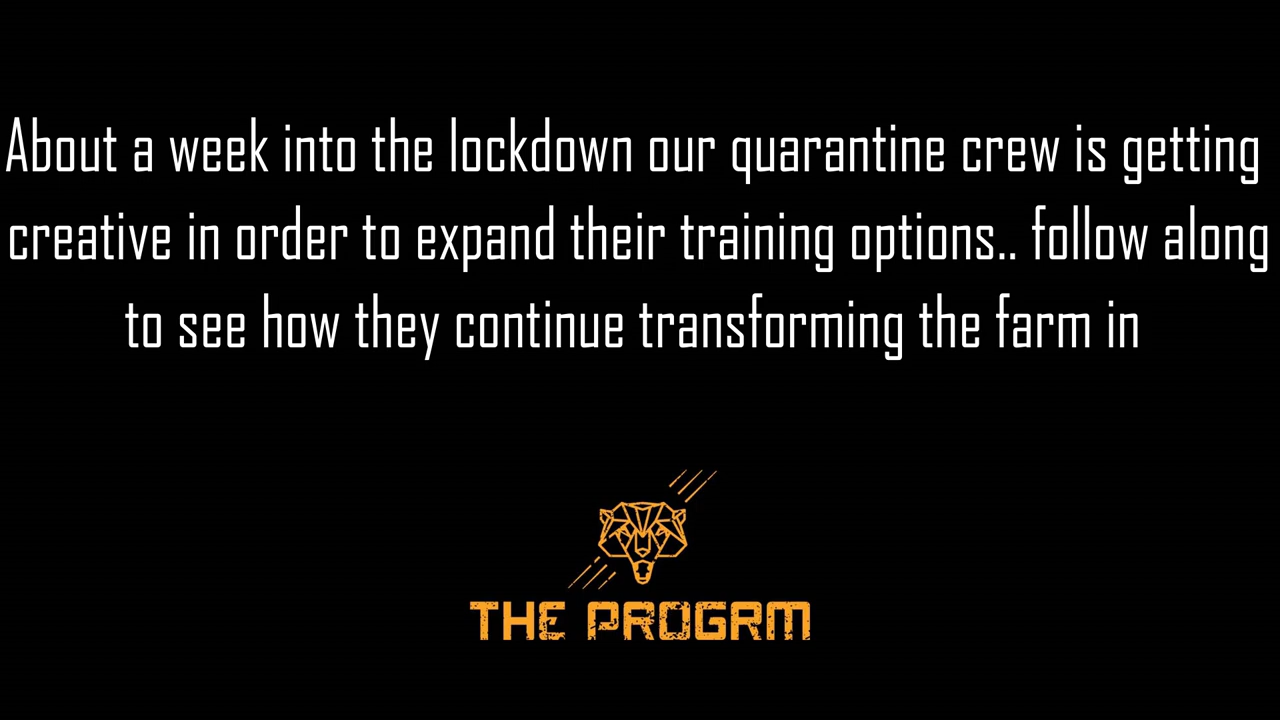 About a week into the lockdown our quarantine crew is getting
creative in order to expand their training options.. follow along
to see how they continue transforming the farm in
THE PROGRM